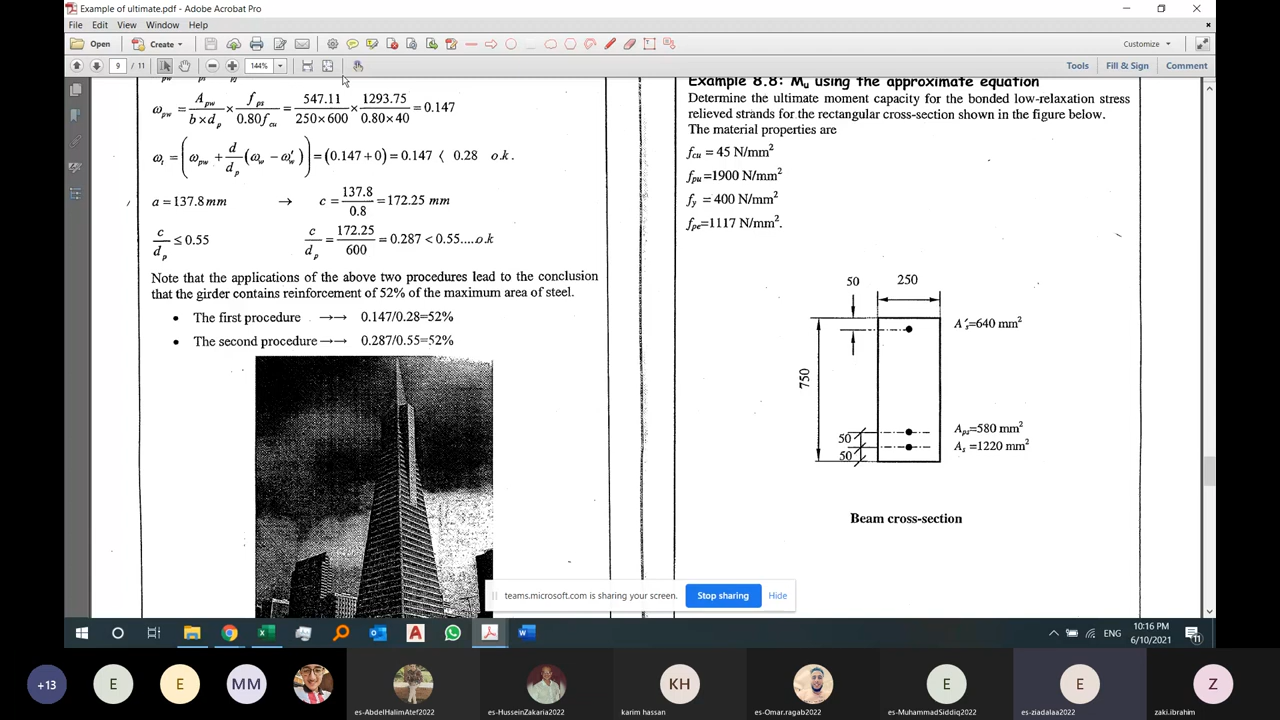 Example of ultimate.pdf - Adobe Acrobat Pro
File Edit View Window Help
Open Create Customize
9 / 11 144% Tools Fill & Sign Comment
ω_pw = A_pw / (b × d_p) × f_ps / (0.80 f_cu) = 547.11 / (250×600) × 1293.75 / (0.80×40) = 0.147
ω_t = (ω_pw + d/d_p (ω_w − ω'_w)) = (0.147+0) = 0.147 ⟨ 0.28 o.k.
a = 137.8 mm → c = 137.8 / 0.8 = 172.25 mm
c/d_p ≤ 0.55 c/d_p = 172.25 / 600 = 0.287 < 0.55....o.k
Note that the applications of the above two procedures lead to the conclusion
that the girder contains reinforcement of 52% of the maximum area of steel.
• The first procedure →→ 0.147/0.28=52%
• The second procedure →→ 0.287/0.55=52%
Example 8.8: Mu using the approximate equation
Determine the ultimate moment capacity for the bonded low-relaxation stress
relieved strands for the rectangular cross-section shown in the figure below.
The material properties are
f_cu = 45 N/mm²
f_pu =1900 N/mm²
f_y = 400 N/mm²
f_pe=1117 N/mm².
50 250
A's=640 mm²
750
50 A_ps=580 mm²
50 A_s =1220 mm²
Beam cross-section
teams.microsoft.com is sharing your screen. Stop sharing Hide
ENG
10:16 PM
6/10/2021
11
+13 E E MM KH E E Z
es-AbdelHalimAtef2022 es-HusseinZakaria2022 karim hassan es-Omar.ragab2022 es-MuhammadSiddiq2022 es-ziadalaa2022 zaki.ibrahim